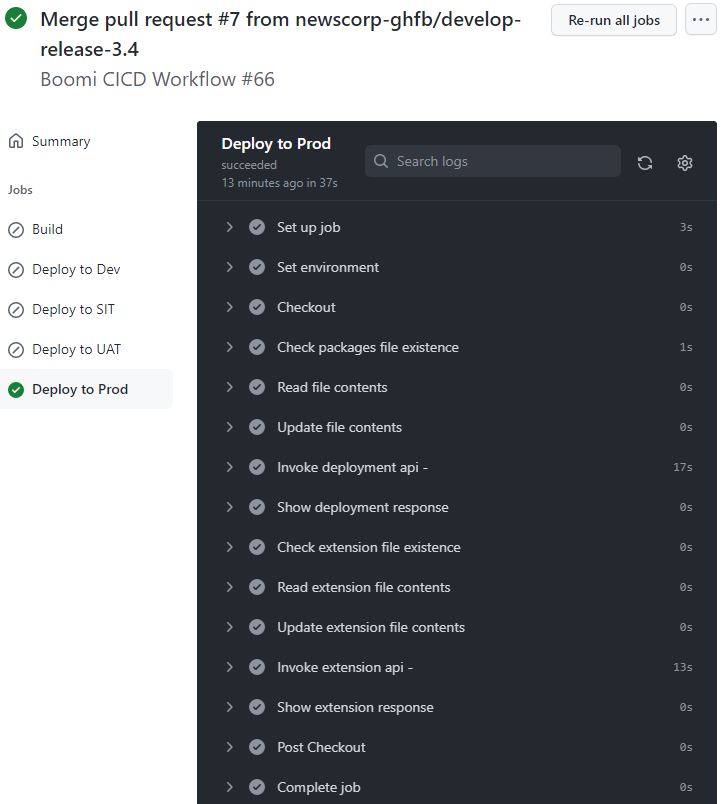 Merge pull request #7 from newscorp-ghfb/develop-
release-3.4
Boomi CICD Workflow #66
Re-run all jobs
Summary
Jobs
Build
Deploy to Dev
Deploy to SIT
Deploy to UAT
Deploy to Prod
Deploy to Prod
succeeded
13 minutes ago in 37s
Search logs
Set up job 3s
Set environment 0s
Checkout 0s
Check packages file existence 1s
Read file contents 0s
Update file contents 0s
Invoke deployment api - 17s
Show deployment response 0s
Check extension file existence 0s
Read extension file contents 0s
Update extension file contents 0s
Invoke extension api - 13s
Show extension response 0s
Post Checkout 0s
Complete job 0s